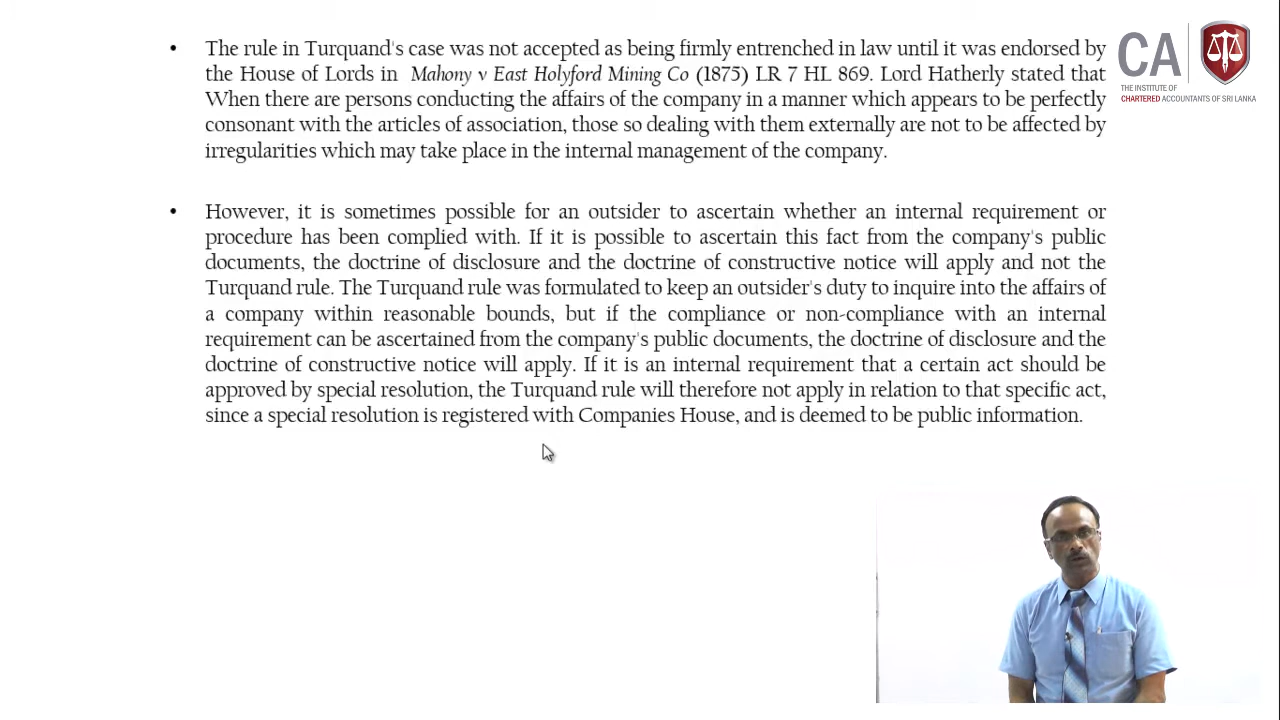 • The rule in Turquand's case was not accepted as being firmly entrenched in law until it was endorsed by
the House of Lords in Mahony v East Holyford Mining Co (1875) LR 7 HL 869. Lord Hatherly stated that
When there are persons conducting the affairs of the company in a manner which appears to be perfectly
consonant with the articles of association, those so dealing with them externally are not to be affected by
irregularities which may take place in the internal management of the company.
• However, it is sometimes possible for an outsider to ascertain whether an internal requirement or
procedure has been complied with. If it is possible to ascertain this fact from the company's public
documents, the doctrine of disclosure and the doctrine of constructive notice will apply and not the
Turquand rule. The Turquand rule was formulated to keep an outsider's duty to inquire into the affairs of
a company within reasonable bounds, but if the compliance or non-compliance with an internal
requirement can be ascertained from the company's public documents, the doctrine of disclosure and the
doctrine of constructive notice will apply. If it is an internal requirement that a certain act should be
approved by special resolution, the Turquand rule will therefore not apply in relation to that specific act,
since a special resolution is registered with Companies House, and is deemed to be public information.
CA
THE INSTITUTE OF
CHARTERED ACCOUNTANTS OF SRI LANKA